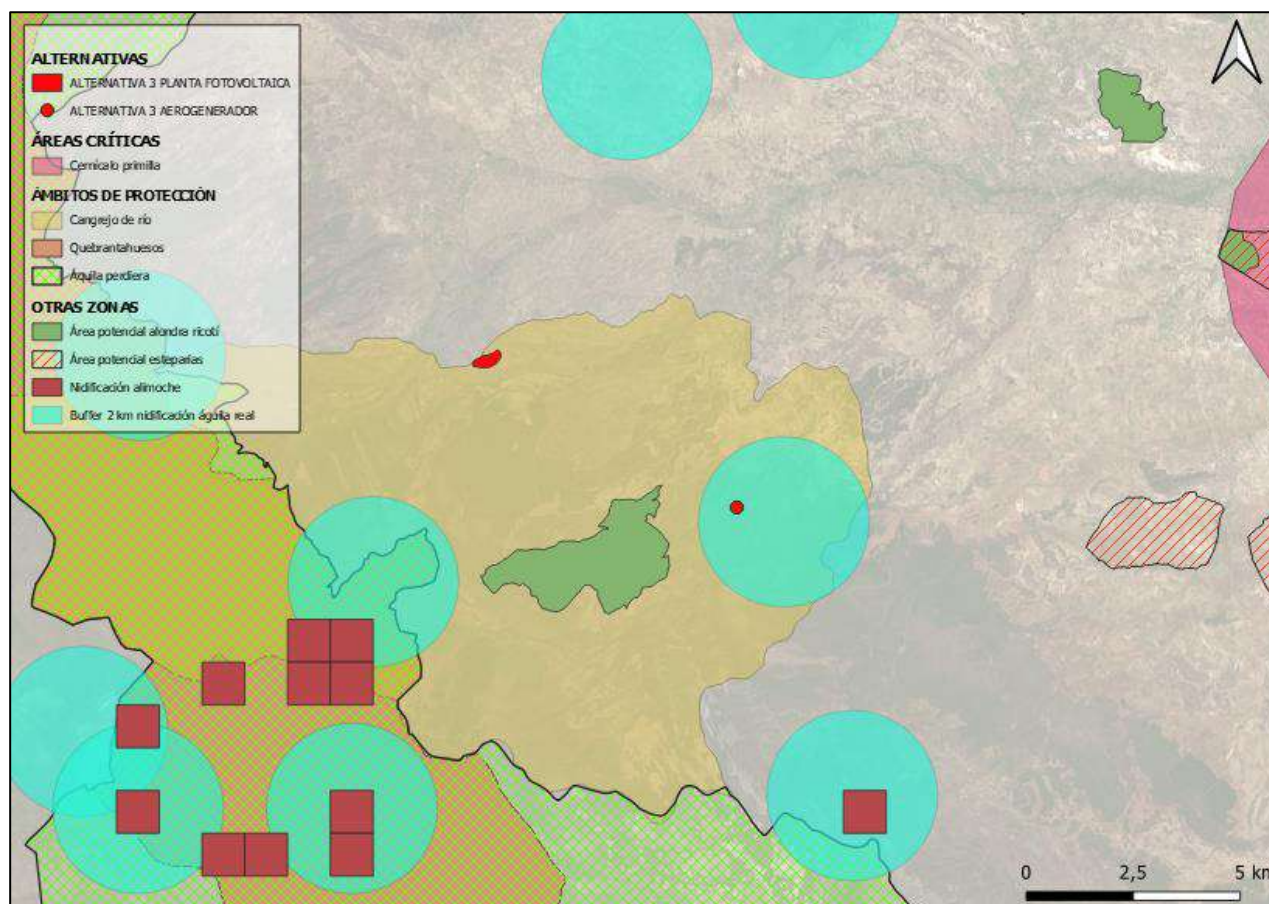 ALTERNATIVAS
ALTERNATIVA 3 PLANTA FOTOVOLTAICA
ALTERNATIVA 3 AEROGENERADOR
ÁREAS CRÍTICAS
Cernícalo primilla
ÁMBITOS DE PROTECCIÓN
Cangrejo de río
Quebrantahuesos
Águila perdiera
OTRAS ZONAS
Área potencial alondra ricotí
Área potencial esteparias
Nidificación alimoche
Buffer 2 km nidificación águila real
0 2,5 5 km